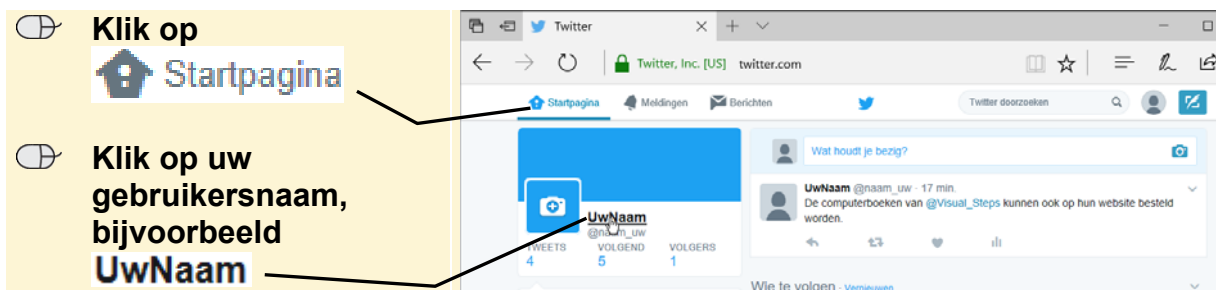 Klik op
Startpagina
Klik op uw
gebruikersnaam,
bijvoorbeeld
UwNaam
Twitter
Twitter, Inc. [US] twitter.com
Startpagina Meldingen Berichten Twitter doorzoeken
Wat houdt je bezig?
UwNaam @naam_uw · 17 min.
De computerboeken van @Visual_Steps kunnen ook op hun website besteld
worden.
UwNaam
@naam_uw
TWEETS VOLGEND VOLGERS
4 5 1
Wie te volgen · Vernieuwen